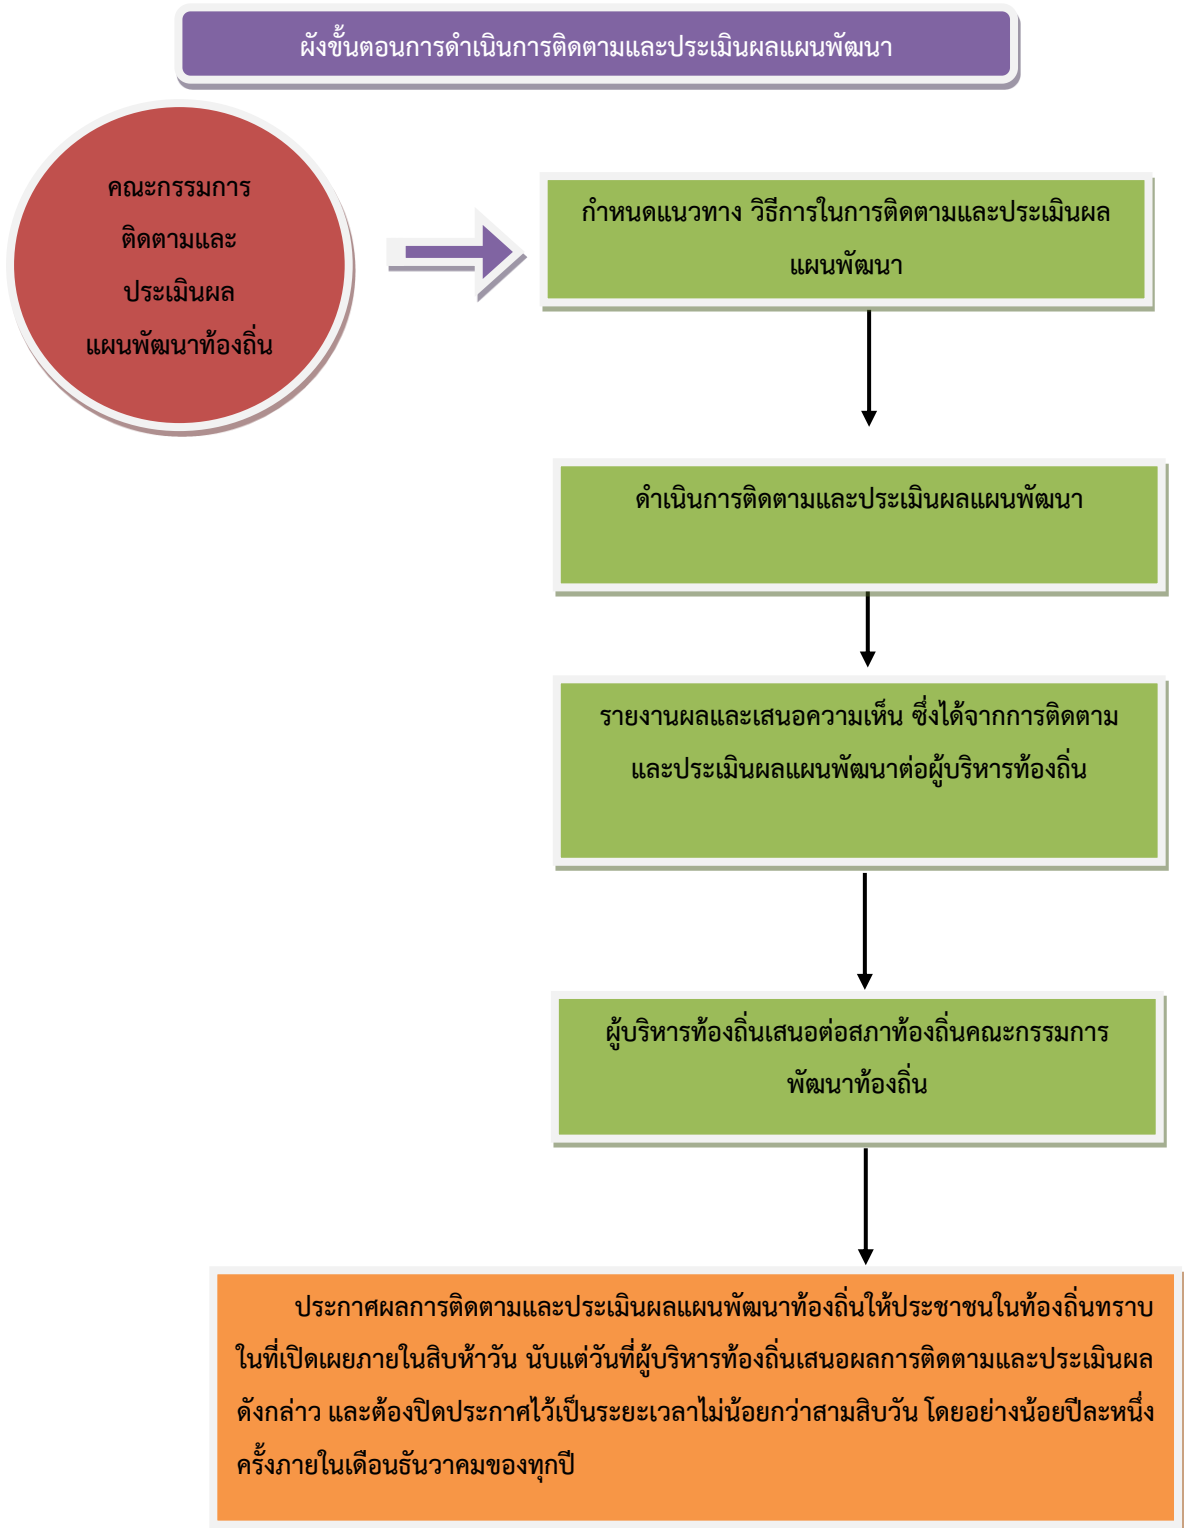 ผังขั้นตอนการดำเนินการติดตามและประเมินผลแผนพัฒนา
คณะกรรมการ
ติดตามและ
ประเมินผล
แผนพัฒนาท้องถิ่น
กำหนดแนวทาง วิธีการในการติดตามและประเมินผล
แผนพัฒนา
ดำเนินการติดตามและประเมินผลแผนพัฒนา
รายงานผลและเสนอความเห็น ซึ่งได้จากการติดตาม
และประเมินผลแผนพัฒนาต่อผู้บริหารท้องถิ่น
ผู้บริหารท้องถิ่นเสนอต่อสภาท้องถิ่นคณะกรรมการ
พัฒนาท้องถิ่น
ประกาศผลการติดตามและประเมินผลแผนพัฒนาท้องถิ่นให้ประชาชนในท้องถิ่นทราบ
ในที่เปิดเผยภายในสิบห้าวัน นับแต่วันที่ผู้บริหารท้องถิ่นเสนอผลการติดตามและประเมินผล
ดังกล่าว และต้องปิดประกาศไว้เป็นระยะเวลาไม่น้อยกว่าสามสิบวัน โดยอย่างน้อยปีละหนึ่ง
ครั้งภายในเดือนธันวาคมของทุกปี